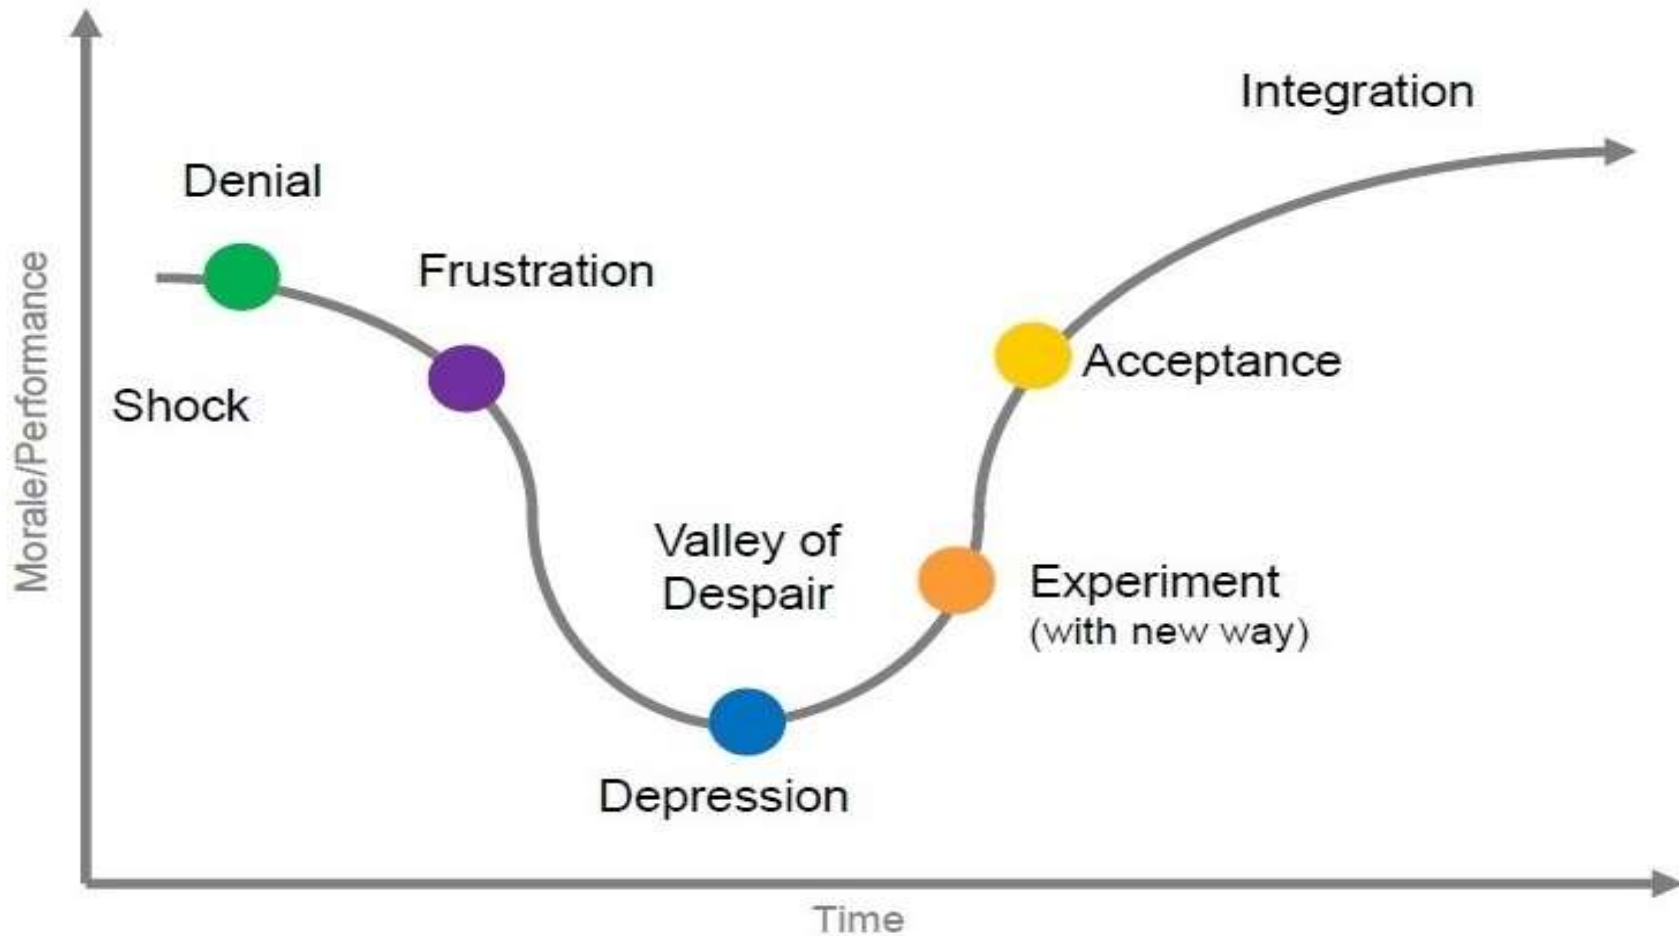 Integration
Denial
Frustration
Acceptance
Shock
Valley of
Despair
Experiment
(with new way)
Depression
Morale/Performance
Time